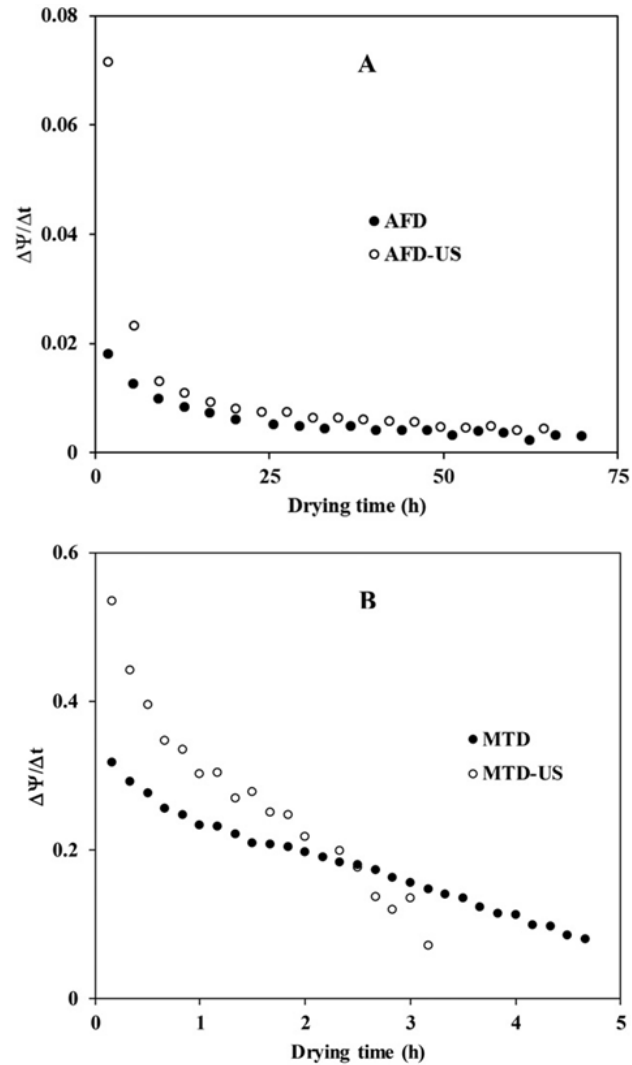 0.08
A
0.06
ΔΨ/Δt
0.04
AFD
AFD-US
0.02
0
0
25
50
75
Drying time (h)
0.6
B
0.4
ΔΨ/Δt
MTD
MTD-US
0.2
0
0
1
2
3
4
5
Drying time (h)